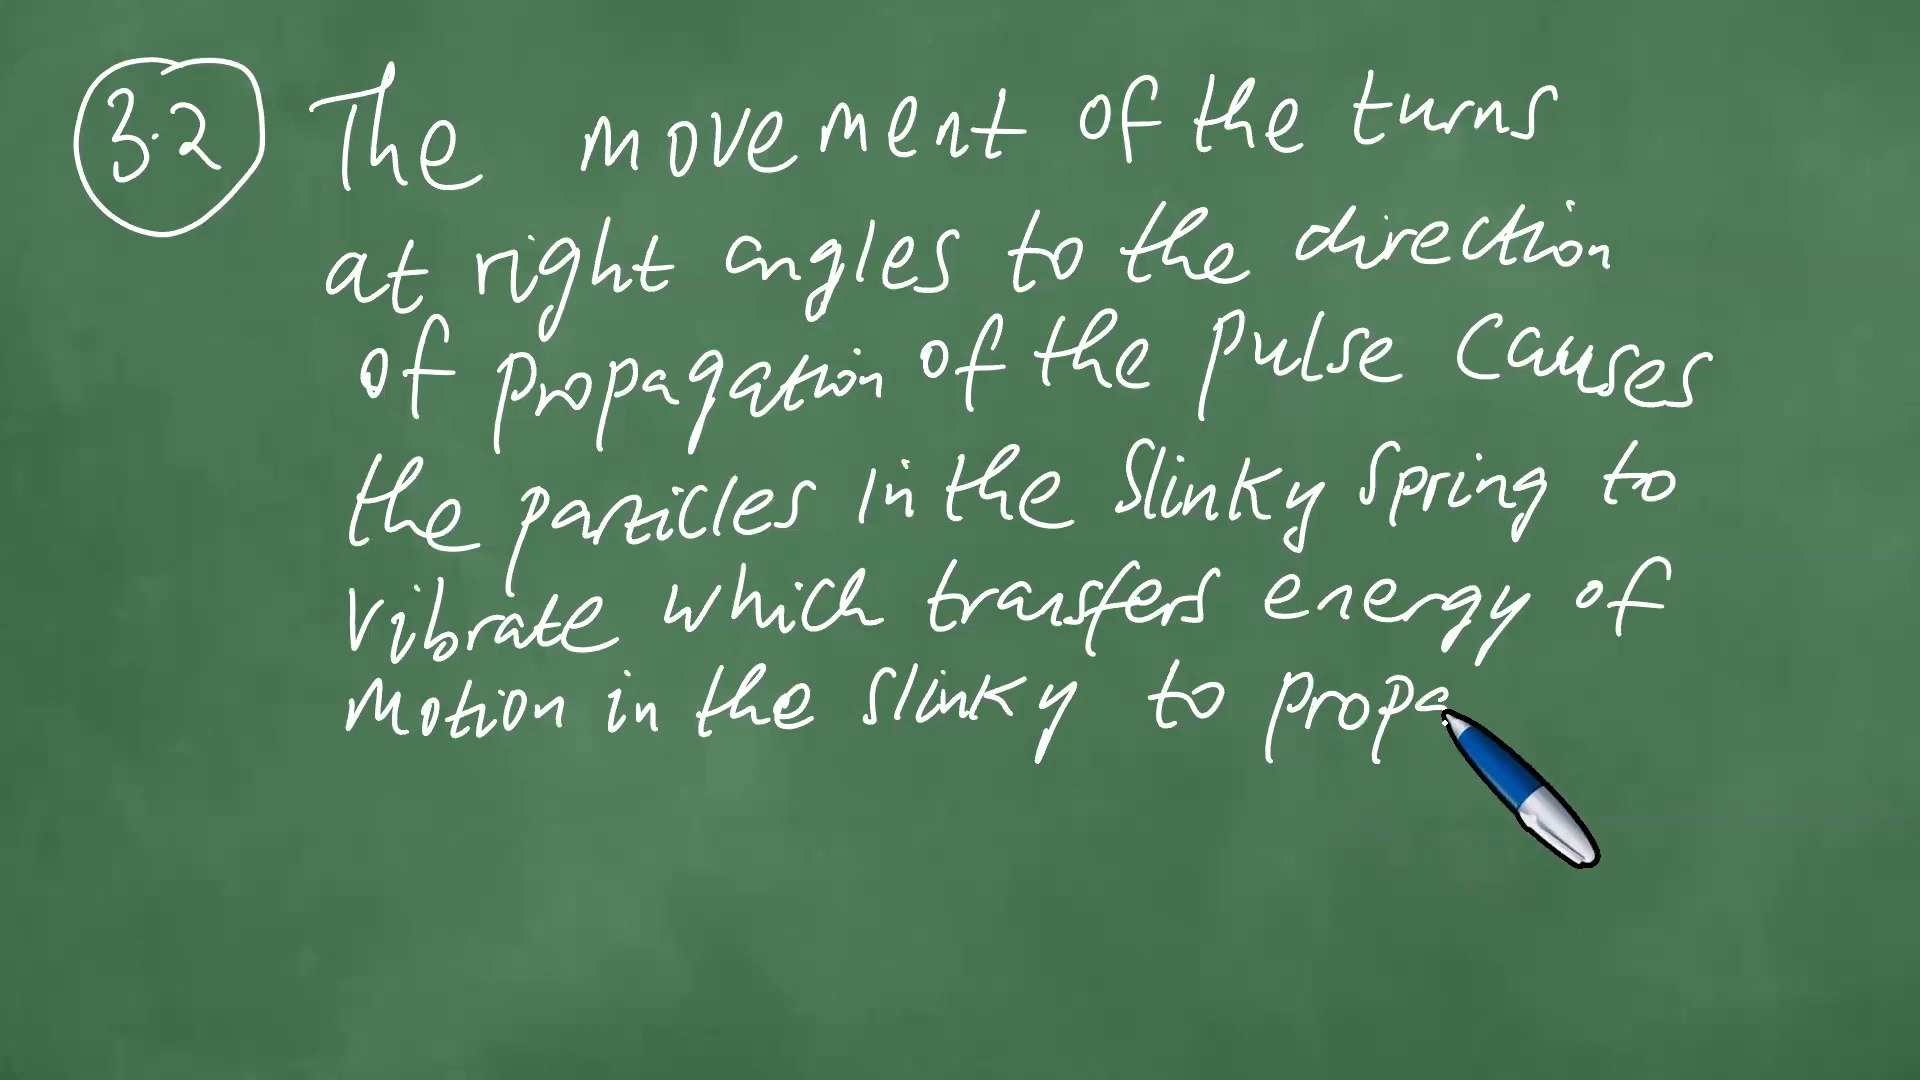 3.2 The movement of the turns
at right angles to the direction
of propagation of the pulse causes
the particles in the slinky spring to
vibrate which transfers energy of
motion in the slinky to propa